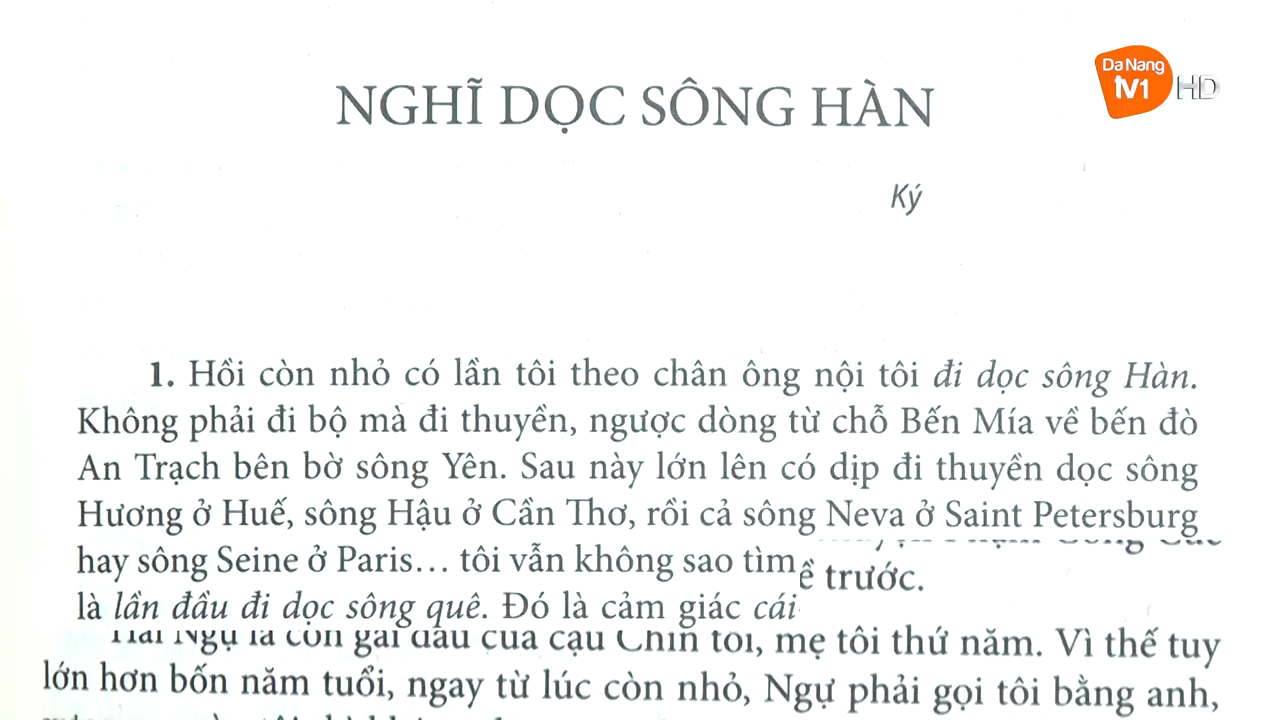 Da Nang
TV1 HD
NGHĨ DỌC SÔNG HÀN
Ký
1. Hồi còn nhỏ có lần tôi theo chân ông nội tôi đi dọc sông Hàn.
Không phải đi bộ mà đi thuyền, ngược dòng từ chỗ Bến Mía về bến đò
An Trạch bên bờ sông Yên. Sau này lớn lên có dịp đi thuyền dọc sông
Hương ở Huế, sông Hậu ở Cần Thơ, rồi cả sông Neva ở Saint Petersburg
hay sông Seine ở Paris... tôi vẫn không sao tìm
trước.
là lần đầu đi dọc sông quê. Đó là cảm giác cái
Hai Ngự là con gái đầu của cậu Chín tôi, mẹ tôi thứ năm. Vì thế tuy
lớn hơn bốn năm tuổi, ngay từ lúc còn nhỏ, Ngự phải gọi tôi bằng anh,